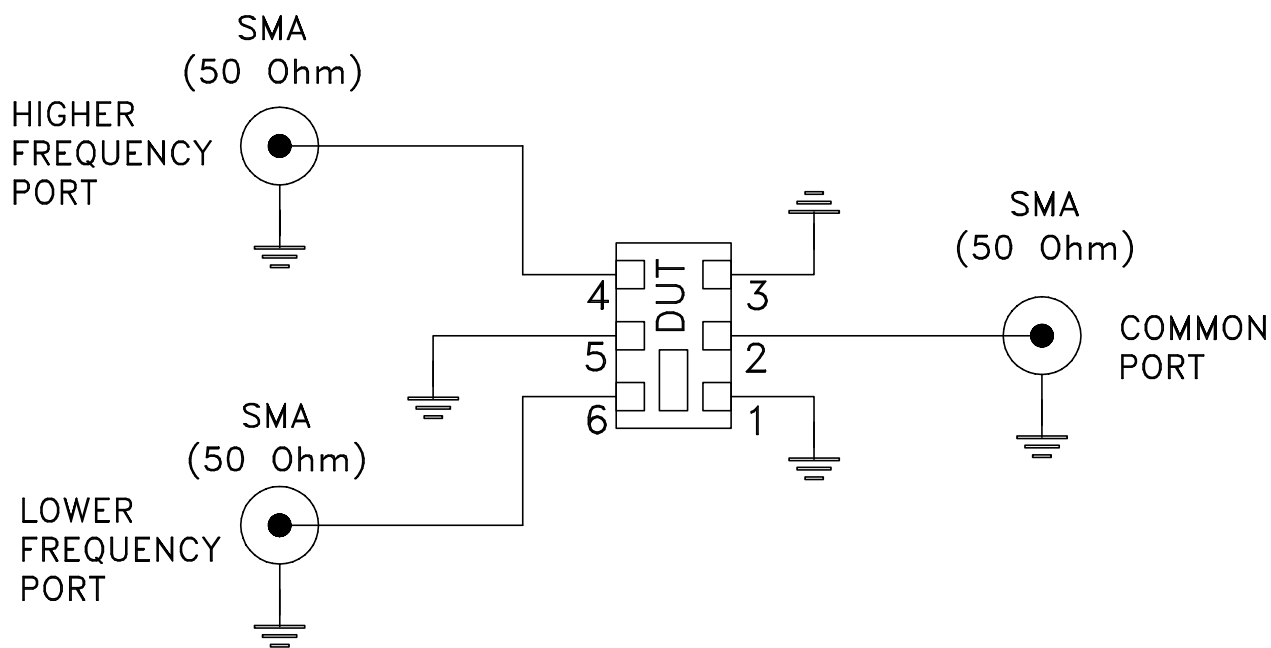 SMA
(50 Ohm)
HIGHER
FREQUENCY
PORT
SMA
(50 Ohm)
COMMON
PORT
DUT
4
3
5
2
6
1
SMA
(50 Ohm)
LOWER
FREQUENCY
PORT